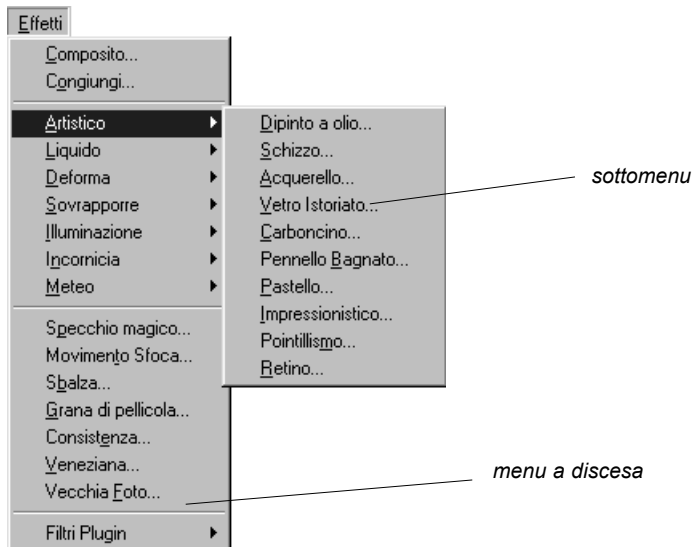 Effetti
Composito...
Congiungi...
Artistico
Liquido
Deforma
Sovrapporre
Illuminazione
Incornicia
Meteo
Specchio magico...
Movimento Sfoca...
Sbalza...
Grana di pellicola...
Consistenza...
Veneziana...
Vecchia Foto...
Filtri Plugin
Dipinto a olio...
Schizzo...
Acquerello...
Vetro Istoriato...
Carboncino...
Pennello Bagnato...
Pastello...
Impressionistico...
Pointillismo...
Retino...
sottomenu
menu a discesa